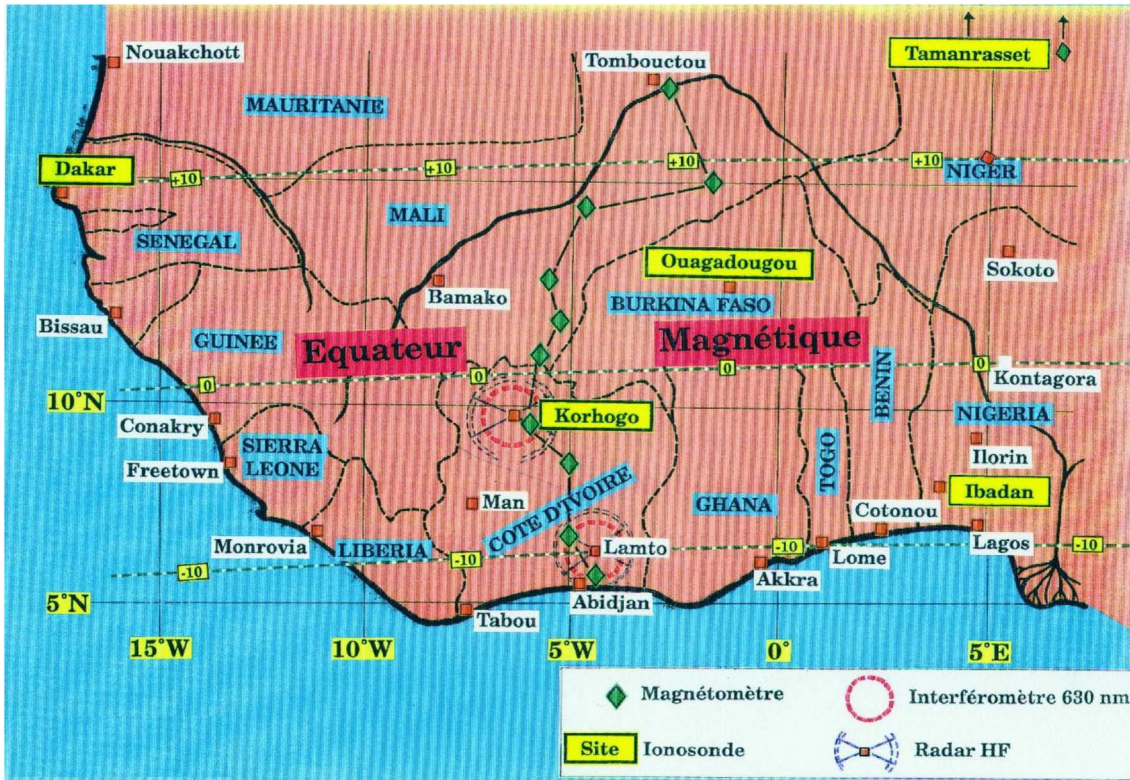 Nouakchott
Tombouctou
Tamanrasset
MAURITANIE
Dakar
+10
+10
+10
+10
NIGER
MALI
SENEGAL
Ouagadougou
Sokoto
Bamako
BURKINA FASO
Bissau
GUINEE
Equateur
Magnétique
0
0
0
0
Kontagora
10°N
Korhogo
BENIN
NIGERIA
Conakry
SIERRA
LEONE
Ilorin
Freetown
TOGO
Man
GHANA
Ibadan
COTE D'IVOIRE
Cotonou
Monrovia
LIBERIA
-10
Lamto
-10
Lome
Lagos
-10
-10
Akkra
5°N
Abidjan
Tabou
15°W
10°W
5°W
0°
5°E
Magnétomètre
Interféromètre 630 nm
Site
Ionosonde
Radar HF